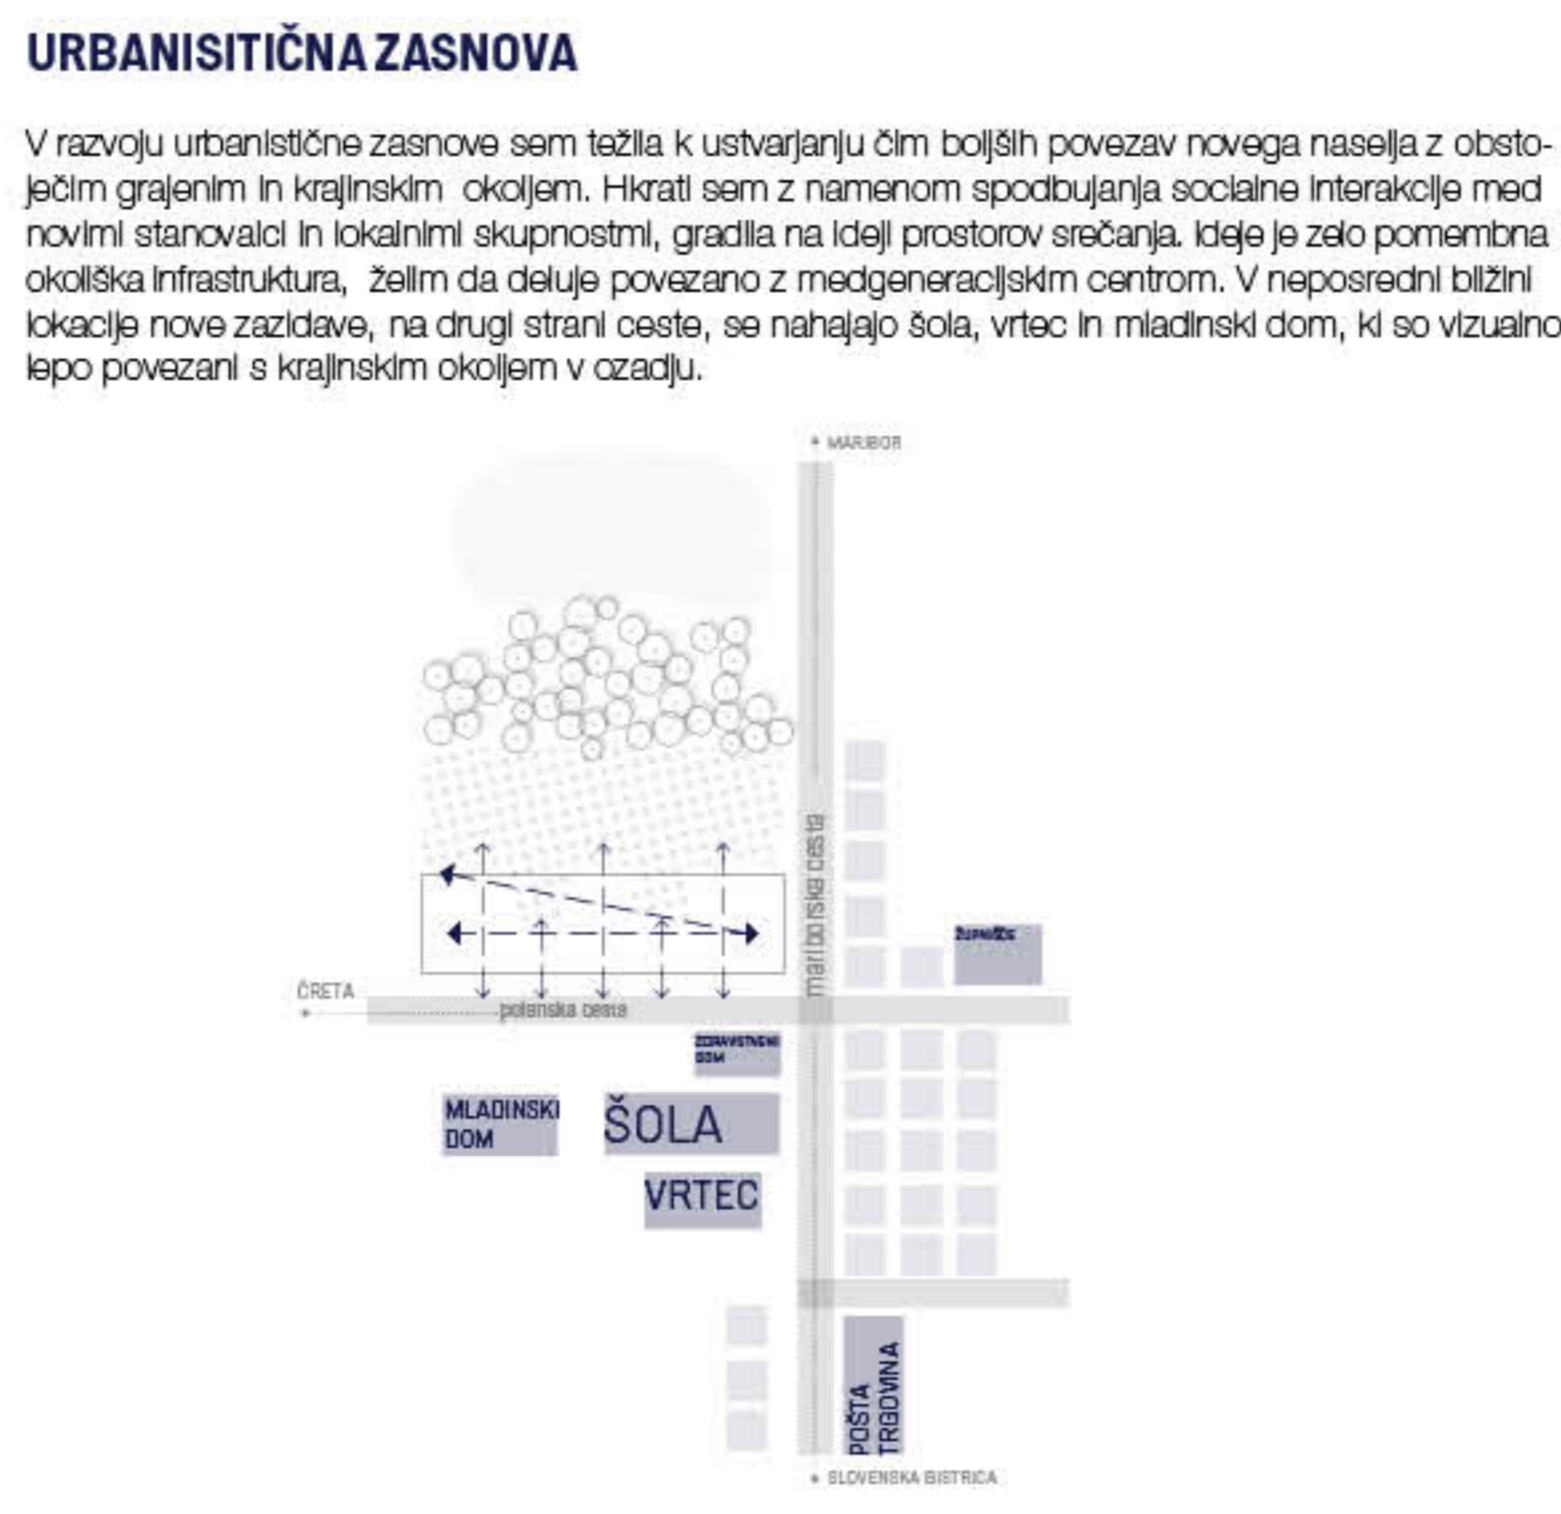 URBANISITIČNA ZASNOVA
V razvoju urbanistične zasnove sem težila k ustvarjanju čim boljših povezav novega naselja z obsto-
ječim grajenim in krajinskim okoljem. Hkrati sem z namenom spodbujanja socialne interakcije med
novimi stanovalci in lokalnimi skupnostmi, gradila na ideji prostorov srečanja. Ideje je zelo pomembna
okoliška infrastruktura, želim da deluje povezano z medgeneracijskim centrom. V neposredni bližini
lokacije nove zazidave, na drugi strani ceste, se nahajajo šola, vrtec in mladinski dom, ki so vizualno
lepo povezani s krajinskim okoljem v ozadju.
MARIBOR
mariborska cesta
ŽUPNIŠČE
ČRETA
polanska cesta
ZDRAVSTVENI
DOM
MLADINSKI
DOM
ŠOLA
VRTEC
POŠTA
TRGOVINA
SLOVENSKA BISTRICA